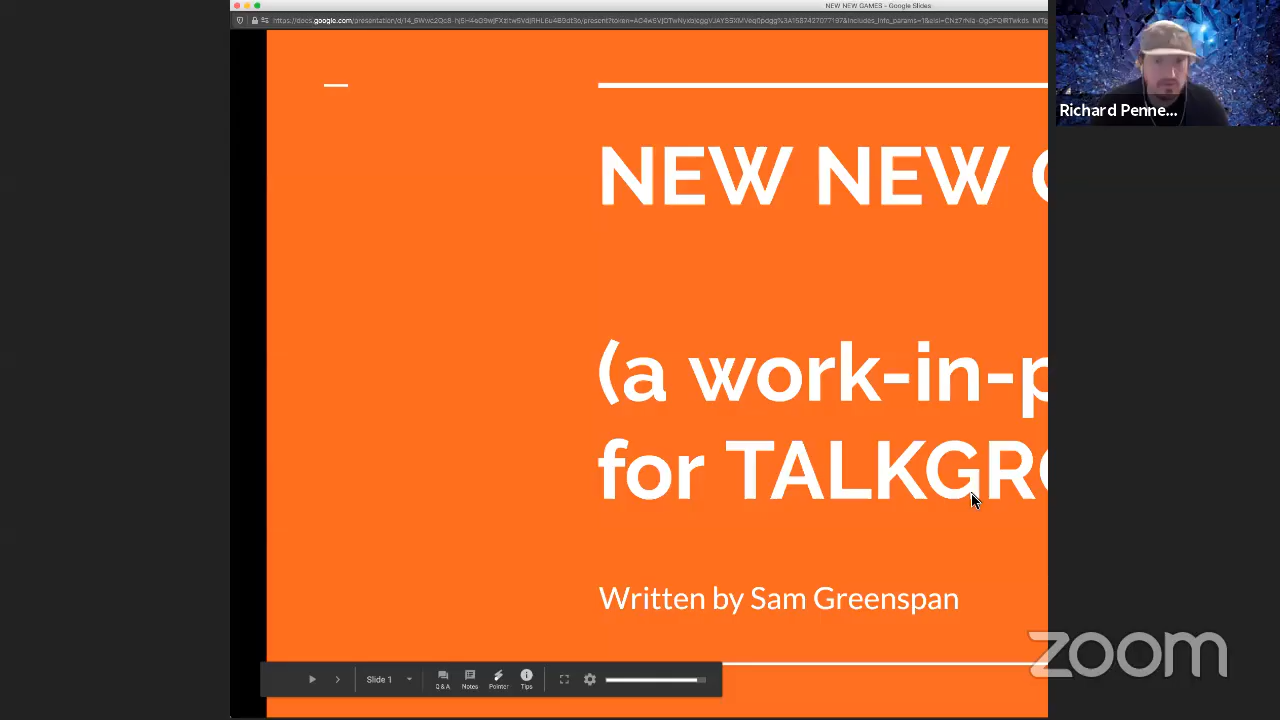 NEW NEW GAMES - Google Slides
Richard Penne...
NEW NEW
(a work-in-p
for TALKGR
Written by Sam Greenspan
Slide 1
Q & A Notes Pointer Tips
zoom